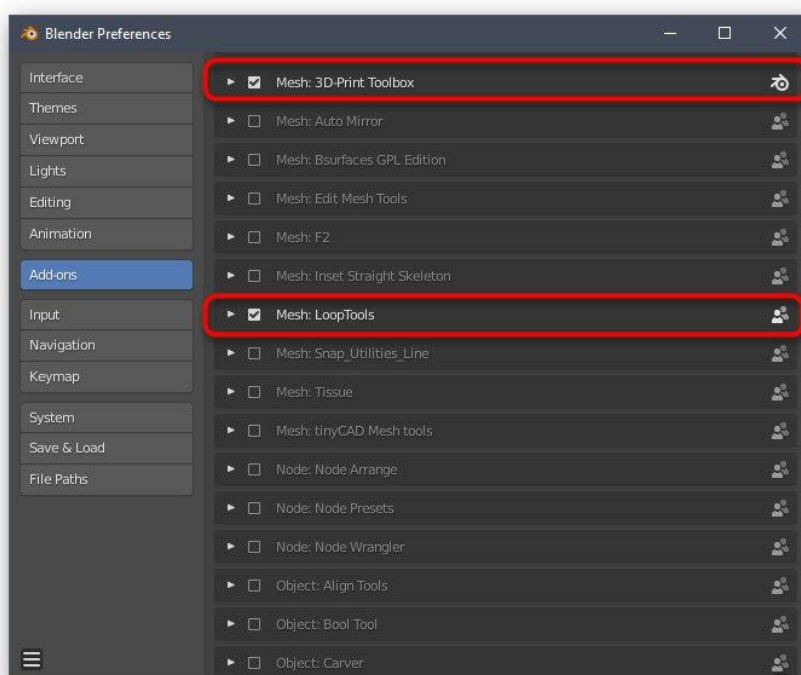 Blender Preferences
Interface
Themes
Viewport
Lights
Editing
Animation
Add-ons
Input
Navigation
Keymap
System
Save & Load
File Paths
Mesh: 3D-Print Toolbox
Mesh: Auto Mirror
Mesh: Bsurfaces GPL Edition
Mesh: Edit Mesh Tools
Mesh: F2
Mesh: Inset Straight Skeleton
Mesh: LoopTools
Mesh: Snap_Utilities_Line
Mesh: Tissue
Mesh: tinyCAD Mesh tools
Node: Node Arrange
Node: Node Presets
Node: Node Wrangler
Object: Align Tools
Object: Bool Tool
Object: Carver